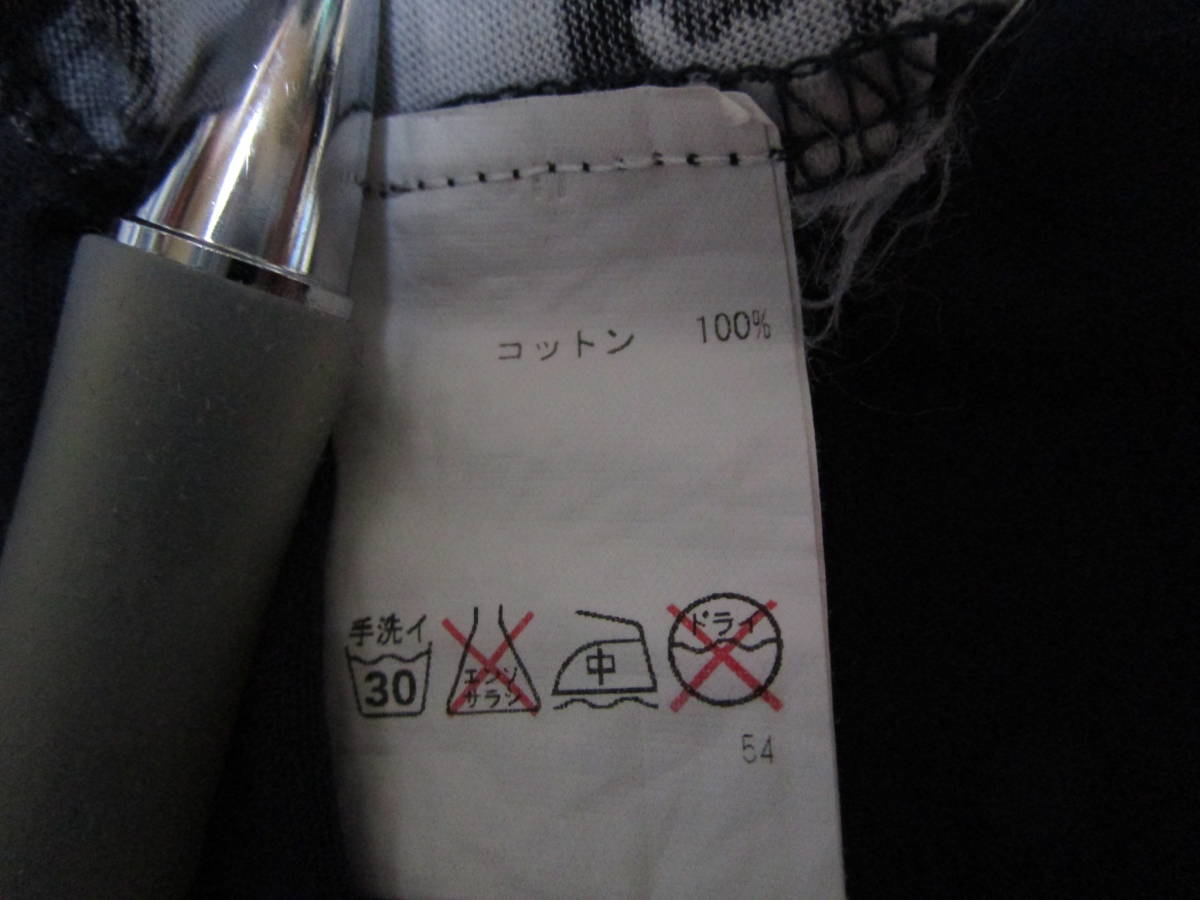 コットン 100%
手洗イ
30
エンソ
サラシ
中
ドライ
54